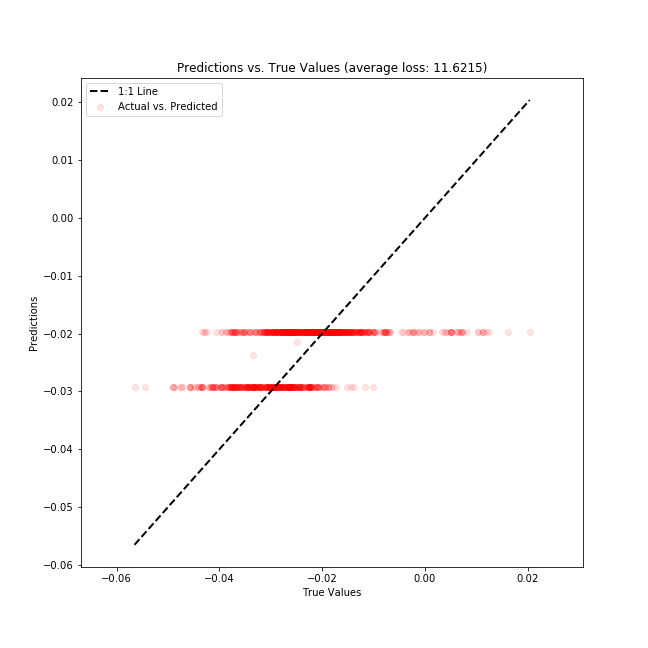 Predictions vs. True Values (average loss: 11.6215)
1:1 Line
Actual vs. Predicted
0.02
0.01
0.00
−0.01
−0.02
−0.03
−0.04
−0.05
−0.06
Predictions
−0.06 −0.04 −0.02 0.00 0.02
True Values